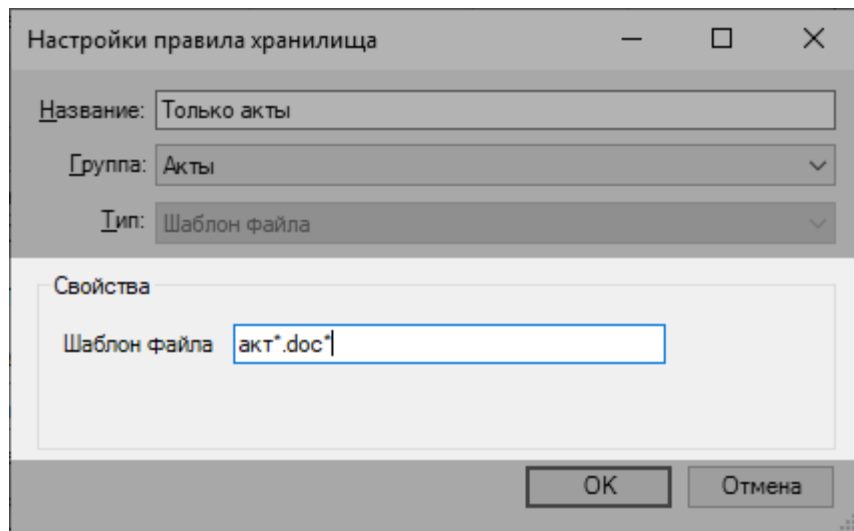 Настройки правила хранилища
Название: Только акты
Группа: Акты
Тип: Шаблон файла
Свойства
Шаблон файла акт*.doc*
OK Отмена